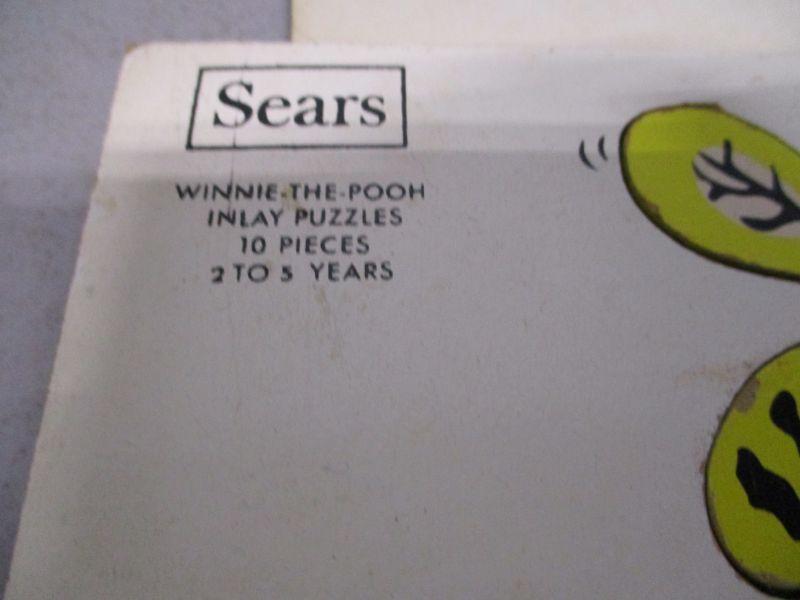 Sears
WINNIE-THE-POOH
INLAY PUZZLES
10 PIECES
2 TO 5 YEARS